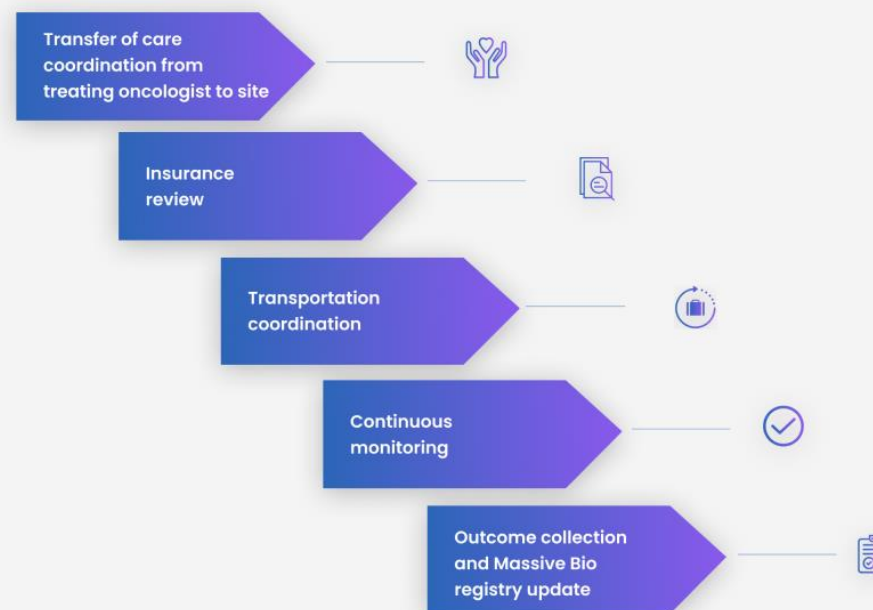 Transfer of care
coordination from
treating oncologist to site
Insurance
review
Transportation
coordination
Continuous
monitoring
Outcome collection
and Massive Bio
registry update